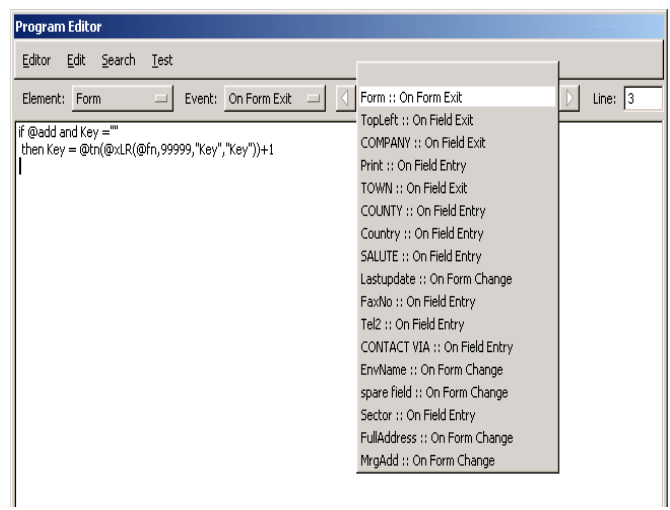 Program Editor
Editor Edit Search Test
Element: Form Event: On Form Exit Line: 3
if @add and Key =""
then Key = @tn(@xLR(@fn,99999,"Key","Key"))+1
Form :: On Form Exit
TopLeft :: On Field Exit
COMPANY :: On Field Exit
Print :: On Field Entry
TOWN :: On Field Exit
COUNTY :: On Field Entry
Country :: On Field Entry
SALUTE :: On Field Entry
Lastupdate :: On Form Change
FaxNo :: On Field Entry
Tel2 :: On Field Entry
CONTACT VIA :: On Field Entry
EnvName :: On Form Change
spare field :: On Form Change
Sector :: On Field Entry
FullAddress :: On Form Change
MrgAdd :: On Form Change